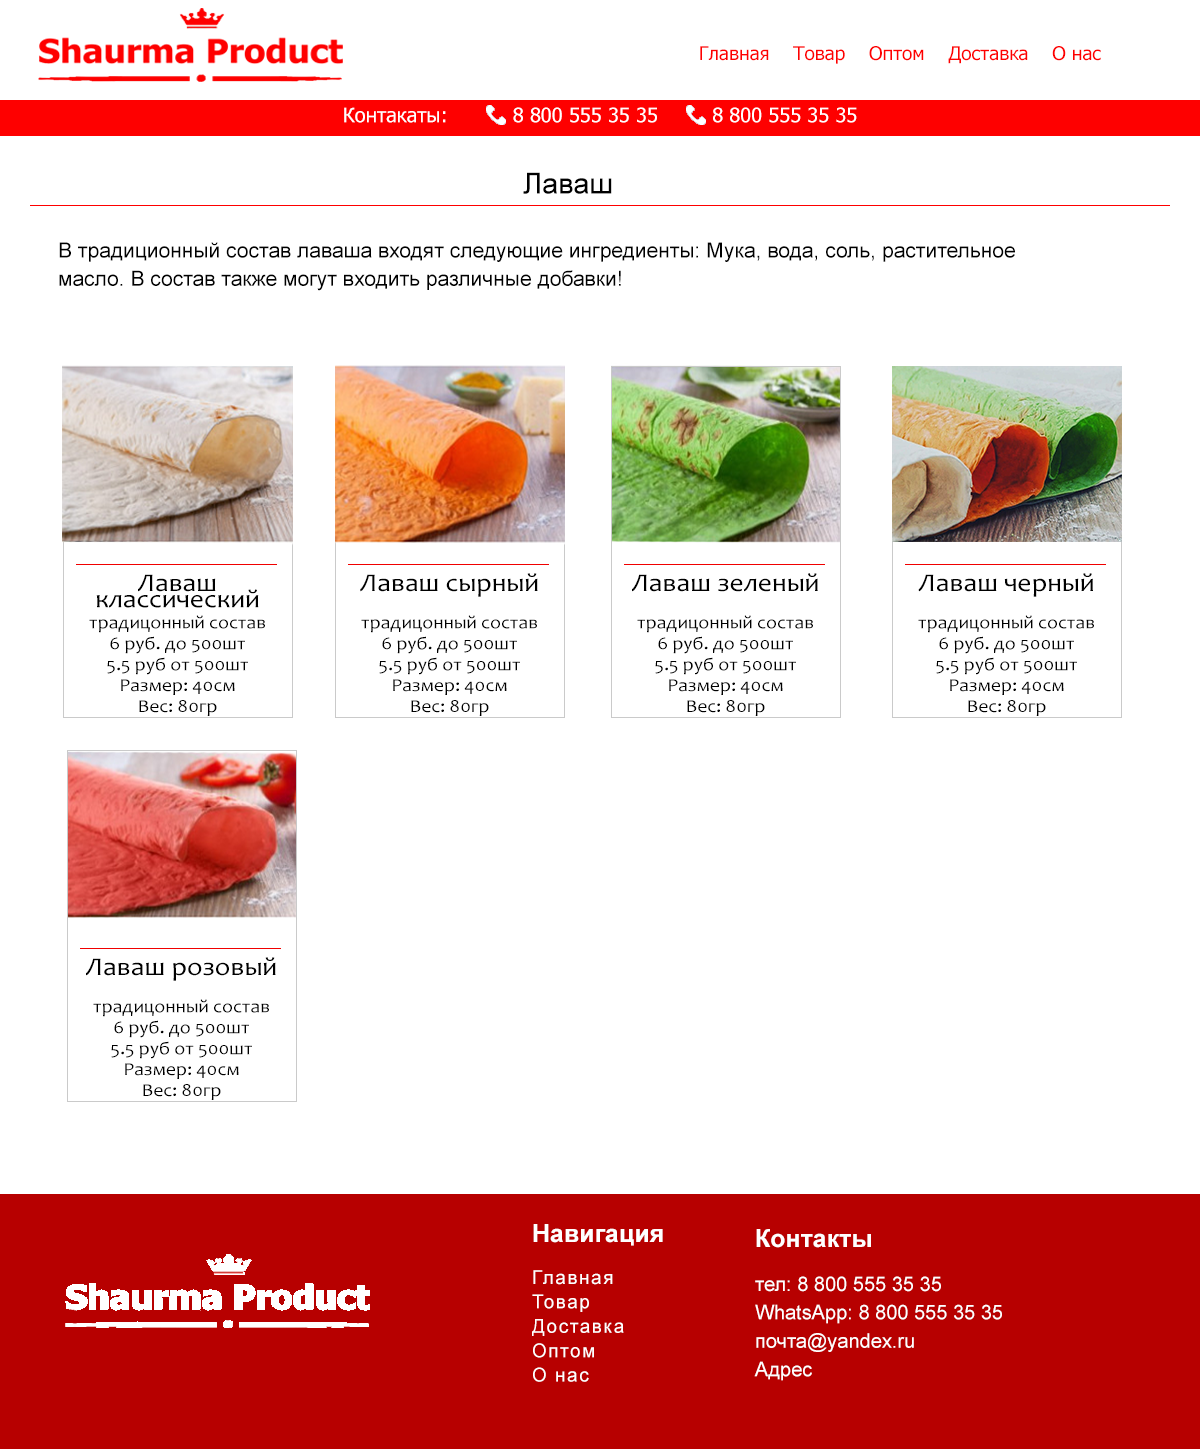 Shaurma Product
Главная Товар Оптом Доставка О нас
Контакаты: 8 800 555 35 35 8 800 555 35 35
Лаваш
В традиционный состав лаваша входят следующие ингредиенты: Мука, вода, соль, растительное
масло. В состав также могут входить различные добавки!
Лаваш
классический
традицонный состав
6 руб. до 500шт
5.5 руб от 500шт
Размер: 40см
Вес: 80гр
Лаваш сырный
традицонный состав
6 руб. до 500шт
5.5 руб от 500шт
Размер: 40см
Вес: 80гр
Лаваш зеленый
традицонный состав
6 руб. до 500шт
5.5 руб от 500шт
Размер: 40см
Вес: 80гр
Лаваш черный
традицонный состав
6 руб. до 500шт
5.5 руб от 500шт
Размер: 40см
Вес: 80гр
Лаваш розовый
традицонный состав
6 руб. до 500шт
5.5 руб от 500шт
Размер: 40см
Вес: 80гр
Shaurma Product
Навигация
Главная
Товар
Доставка
Оптом
О нас
Контакты
тел: 8 800 555 35 35
WhatsApp: 8 800 555 35 35
почта@yandex.ru
Адрес